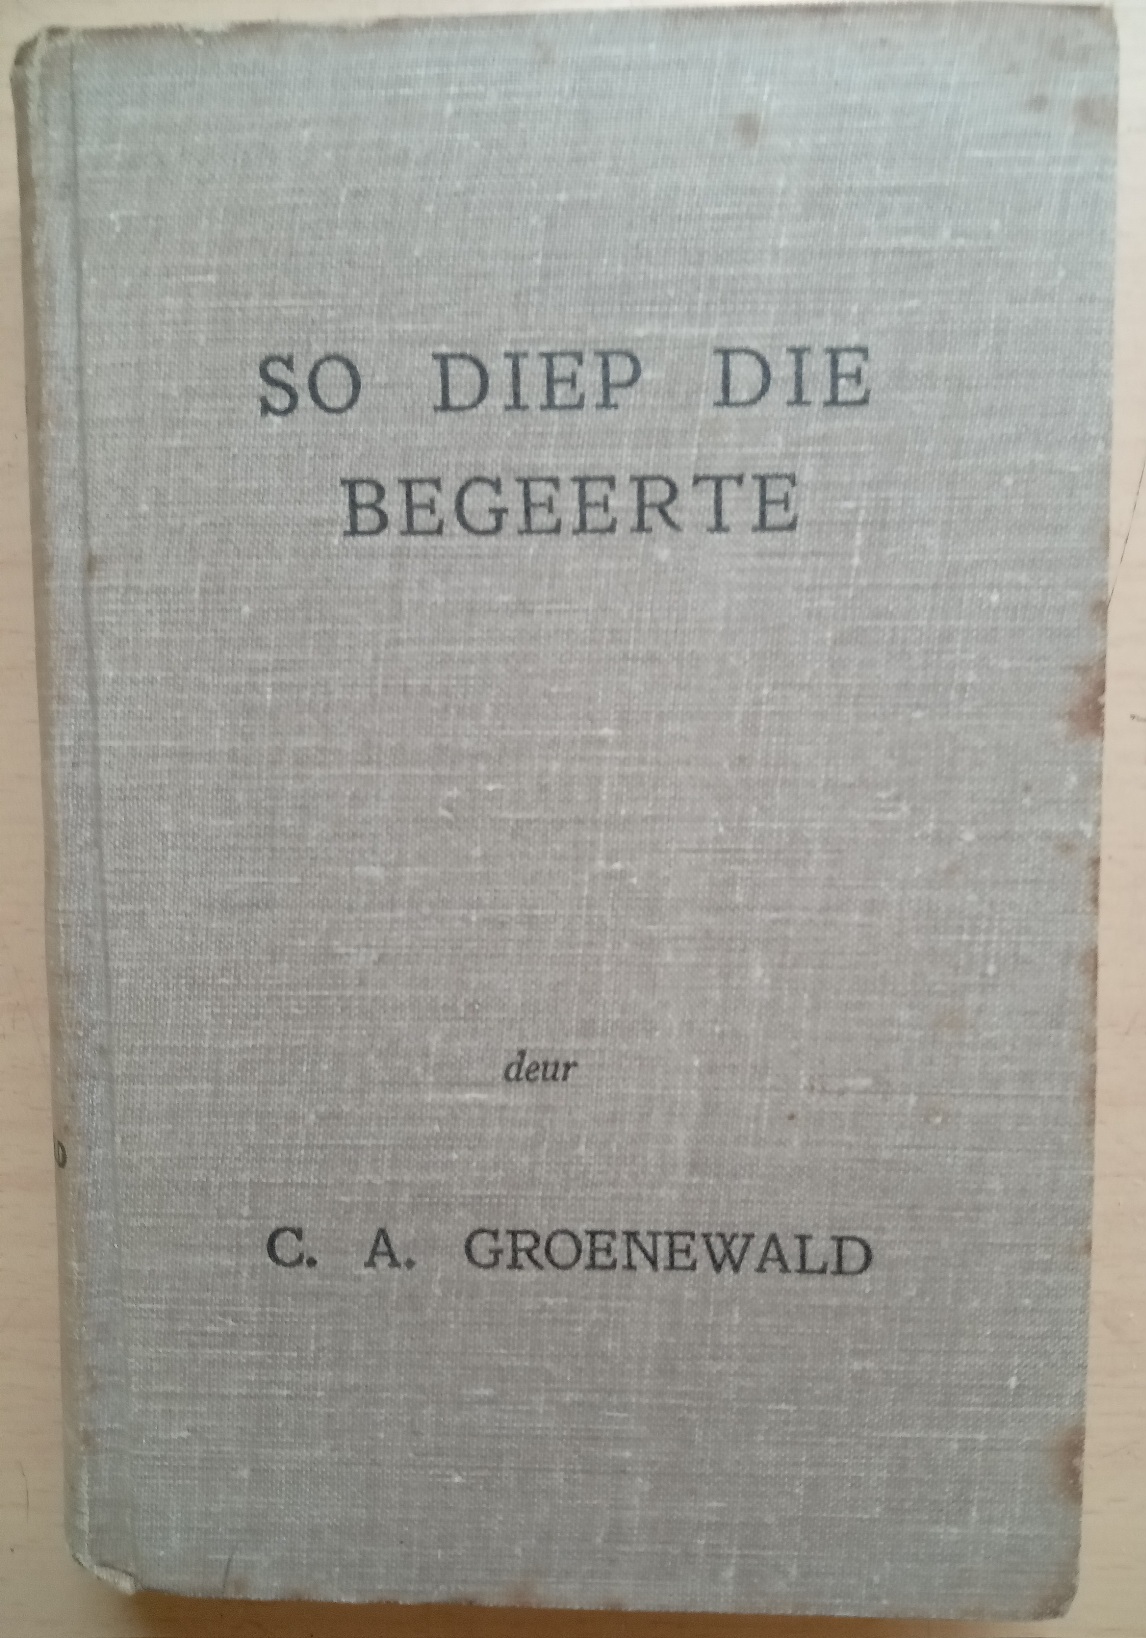 SO DIEP DIE
BEGEERTE
deur
C. A. GROENEWALD